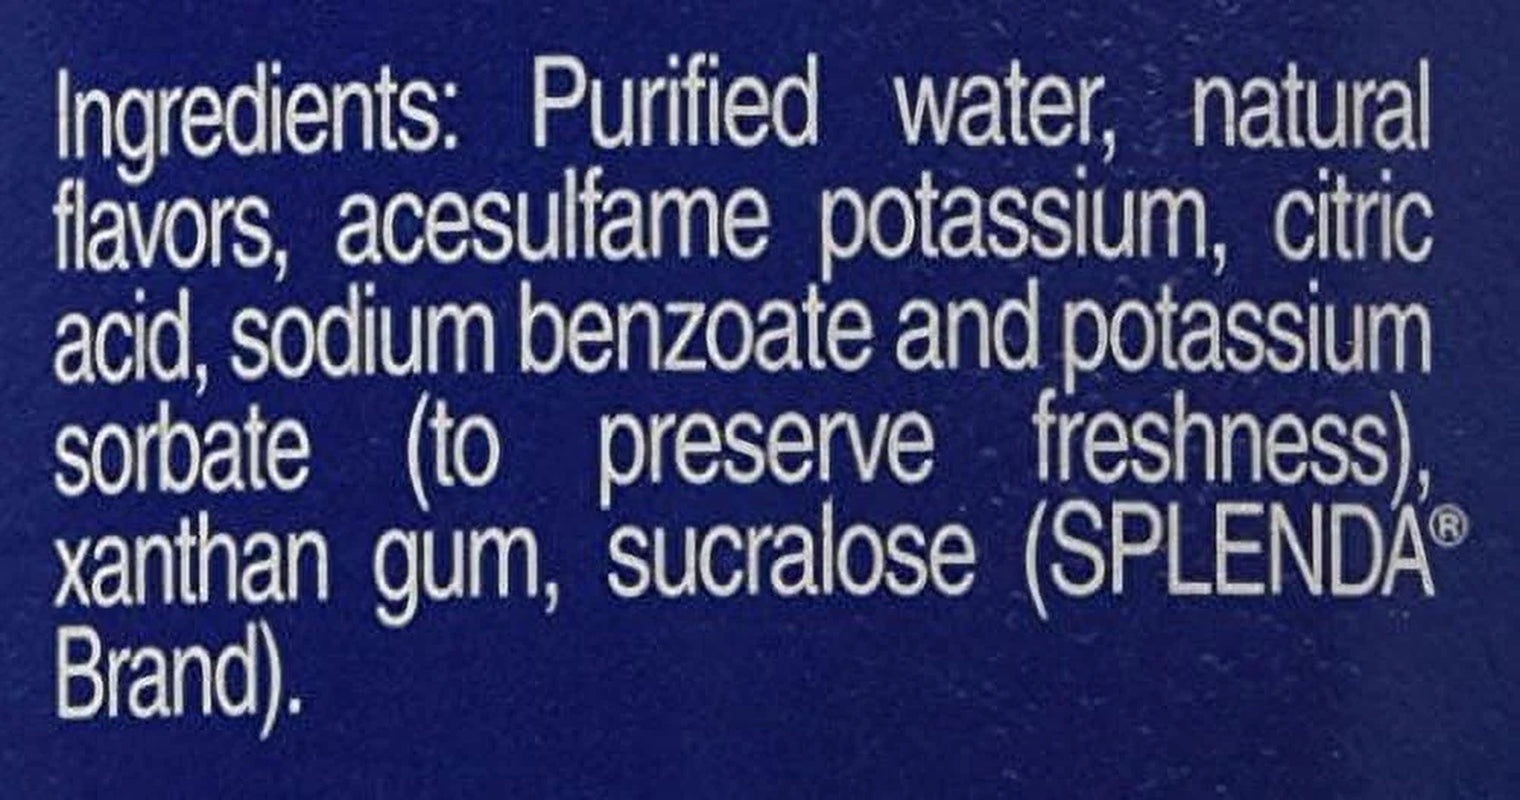 Ingredients: Purified water, natural
flavors, acesulfame potassium, citric
acid, sodium benzoate and potassium
sorbate (to preserve freshness),
xanthan gum, sucralose (SPLENDA®
Brand).